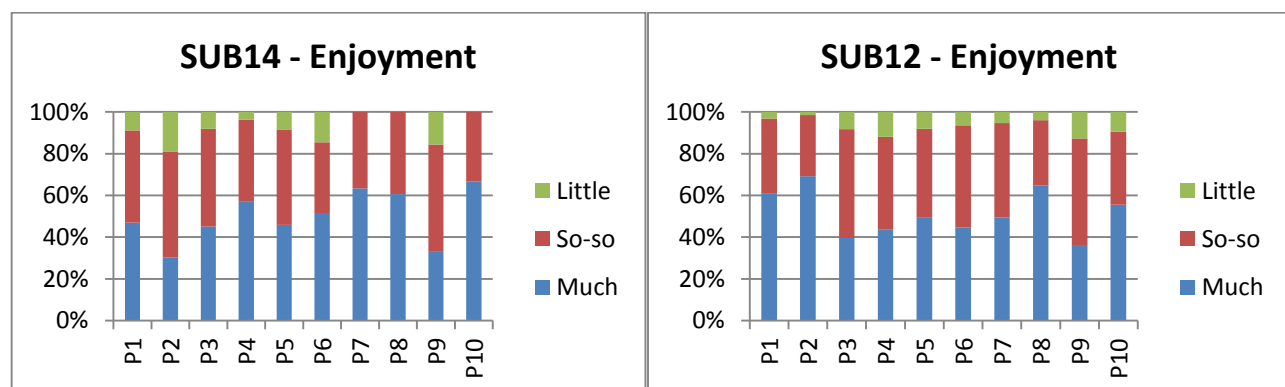 SUB14 - Enjoyment
100%
80%
60%
40%
20%
0%
P1
P2
P3
P4
P5
P6
P7
P8
P9
P10
Little
So-so
Much
SUB12 - Enjoyment
100%
80%
60%
40%
20%
0%
P1
P2
P3
P4
P5
P6
P7
P8
P9
P10
Little
So-so
Much